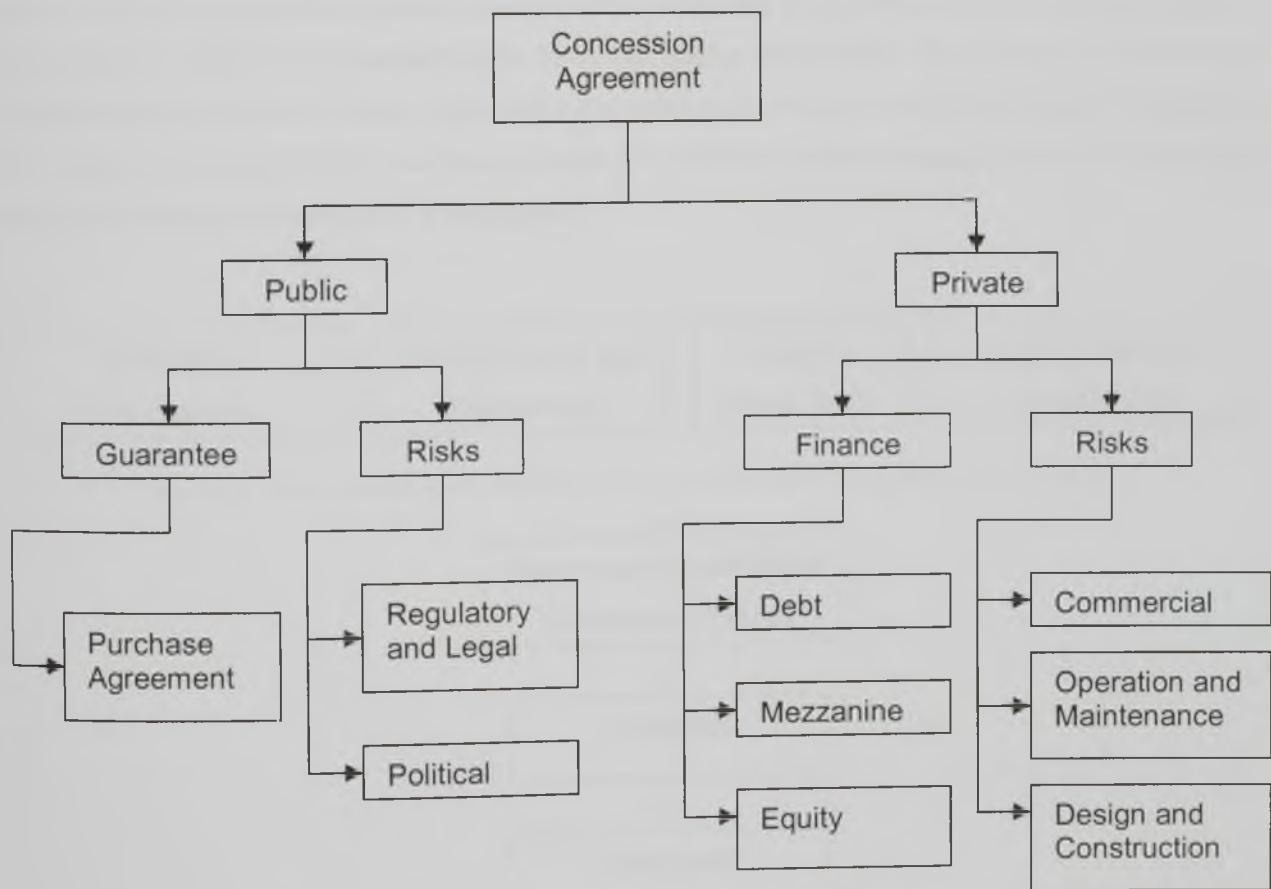 Concession
Agreement
Public
Private
Guarantee
Risks
Finance
Risks
Purchase
Agreement
Regulatory
and Legal
Political
Debt
Mezzanine
Equity
Commercial
Operation and
Maintenance
Design and
Construction